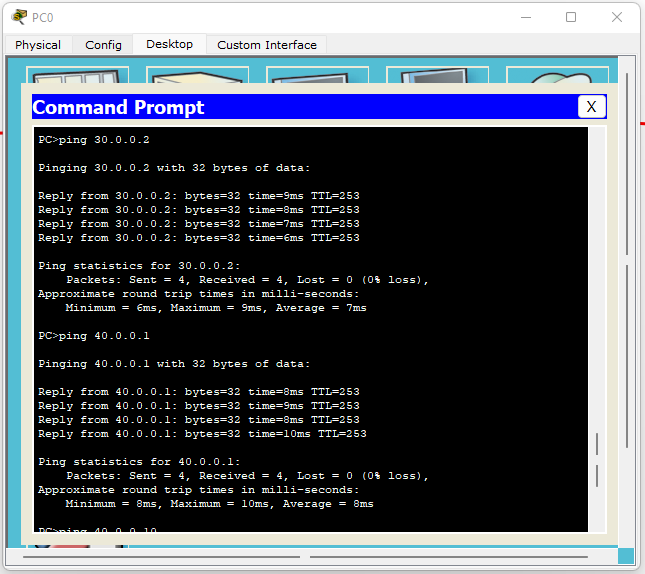 PC0
Physical Config Desktop Custom Interface
Command Prompt X
PC>ping 30.0.0.2
Pinging 30.0.0.2 with 32 bytes of data:
Reply from 30.0.0.2: bytes=32 time=9ms TTL=253
Reply from 30.0.0.2: bytes=32 time=8ms TTL=253
Reply from 30.0.0.2: bytes=32 time=7ms TTL=253
Reply from 30.0.0.2: bytes=32 time=6ms TTL=253
Ping statistics for 30.0.0.2:
Packets: Sent = 4, Received = 4, Lost = 0 (0% loss),
Approximate round trip times in milli-seconds:
Minimum = 6ms, Maximum = 9ms, Average = 7ms
PC>ping 40.0.0.1
Pinging 40.0.0.1 with 32 bytes of data:
Reply from 40.0.0.1: bytes=32 time=8ms TTL=253
Reply from 40.0.0.1: bytes=32 time=9ms TTL=253
Reply from 40.0.0.1: bytes=32 time=8ms TTL=253
Reply from 40.0.0.1: bytes=32 time=10ms TTL=253
Ping statistics for 40.0.0.1:
Packets: Sent = 4, Received = 4, Lost = 0 (0% loss),
Approximate round trip times in milli-seconds:
Minimum = 8ms, Maximum = 10ms, Average = 8ms
PC>ping 40.0.0.10